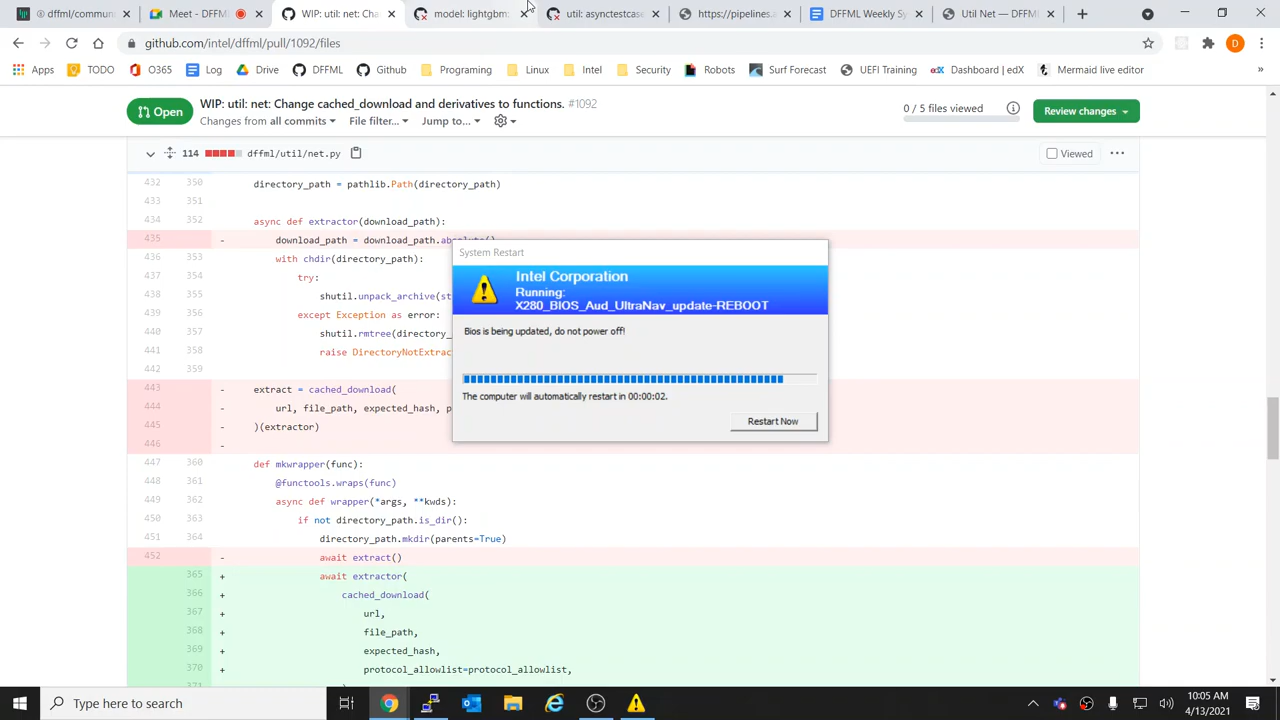 dffml/commun
Meet - DFFML
WIP: util: net: Cha
model: lightgbm:
util: asynctestcase
https://pipelines.a
DFFML Weekly Sy
Util Net — DFFML
github.com/intel/dffml/pull/1092/files
D
Apps
TODO
O365
Log
Drive
DFFML
Github
Programing
Linux
Intel
Security
Robots
Surf Forecast
UEFI Training
Dashboard | edX
Mermaid live editor
»
Open
WIP: util: net: Change cached_download and derivatives to functions. #1092
Changes from all commits
File filter...
Jump to...
0 / 5 files viewed
Review changes
114
dffml/util/net.py
Viewed
432 350 directory_path = pathlib.Path(directory_path)
433 351
434 352 async def extractor(download_path):
435 - download_path = download_path.absolute()
436 353 with chdir(directory_path):
437 354 try:
438 355 shutil.unpack_archive(st
439 356 except Exception as error:
440 357 shutil.rmtree(directory_
441 358 raise DirectoryNotExtrac
442 359
443 - extract = cached_download(
444 - url, file_path, expected_hash, p
445 - )(extractor)
446 -
447 360 def mkwrapper(func):
448 361 @functools.wraps(func)
449 362 async def wrapper(*args, **kwds):
450 363 if not directory_path.is_dir():
451 364 directory_path.mkdir(parents=True)
452 - await extract()
365 + await extractor(
366 + cached_download(
367 + url,
368 + file_path,
369 + expected_hash,
370 + protocol_allowlist=protocol_allowlist,
371
System Restart
Intel Corporation
Running:
X280_BIOS_Aud_UltraNav_update-REBOOT
Bios is being updated, do not power off!
The computer will automatically restart in 00:00:02.
Restart Now
Type here to search
10:05 AM
4/13/2021